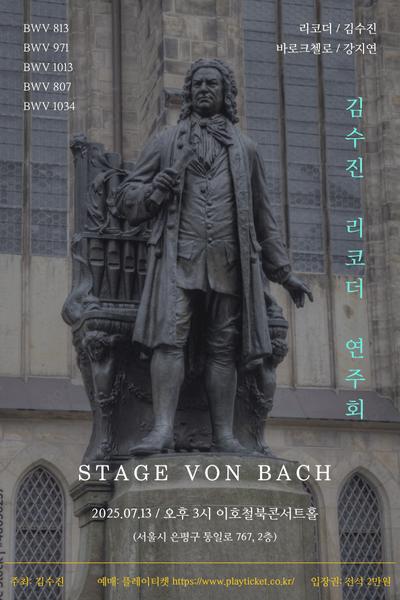 BWV 813
BWV 971
BWV 1013
BWV 807
BWV 1034
리코더 / 김수진
바로크첼로 / 강지연
김수진 리코더 연주회
STAGE VON BACH
2025.07.13 / 오후 3시 이호철북콘서트홀
(서울시 은평구 통일로 767, 2층)
주최: 김수진 예매: 플레이티켓 https://www.playticket.co.kr/ 입장권: 전석 2만원